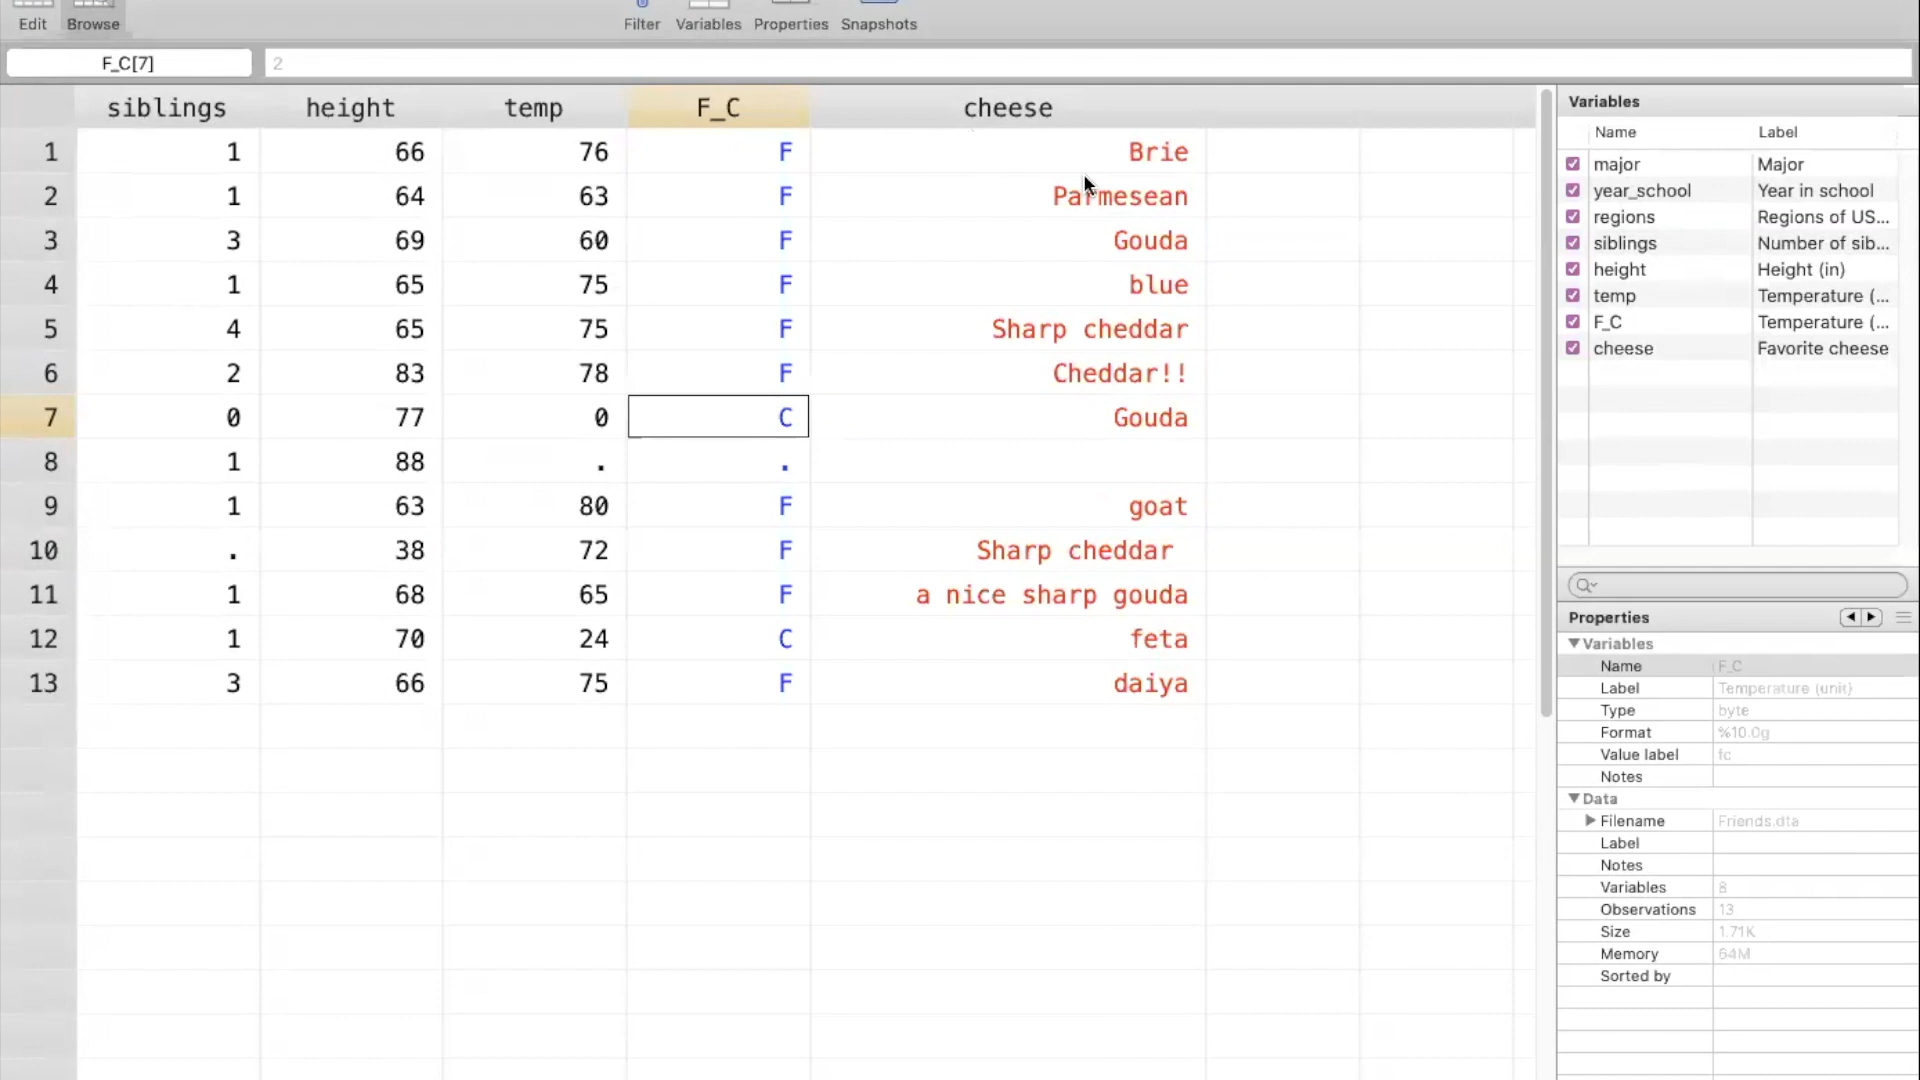 Edit Browse Filter Variables Properties Snapshots
F_C[7] 2
siblings height temp F_C cheese
1 1 66 76 F Brie
2 1 64 63 F Parmesean
3 3 69 60 F Gouda
4 1 65 75 F blue
5 4 65 75 F Sharp cheddar
6 2 83 78 F Cheddar!!
7 0 77 0 C Gouda
8 1 88 . .
9 1 63 80 F goat
10 . 38 72 F Sharp cheddar
11 1 68 65 F a nice sharp gouda
12 1 70 24 C feta
13 3 66 75 F daiya
Variables
Name Label
major Major
year_school Year in school
regions Regions of US...
siblings Number of sib...
height Height (in)
temp Temperature (...
F_C Temperature (...
cheese Favorite cheese
Properties
Variables
Name F_C
Label Temperature (unit)
Type byte
Format %10.0g
Value label fc
Notes
Data
Filename Friends.dta
Label
Notes
Variables 8
Observations 13
Size 1.71K
Memory 64M
Sorted by